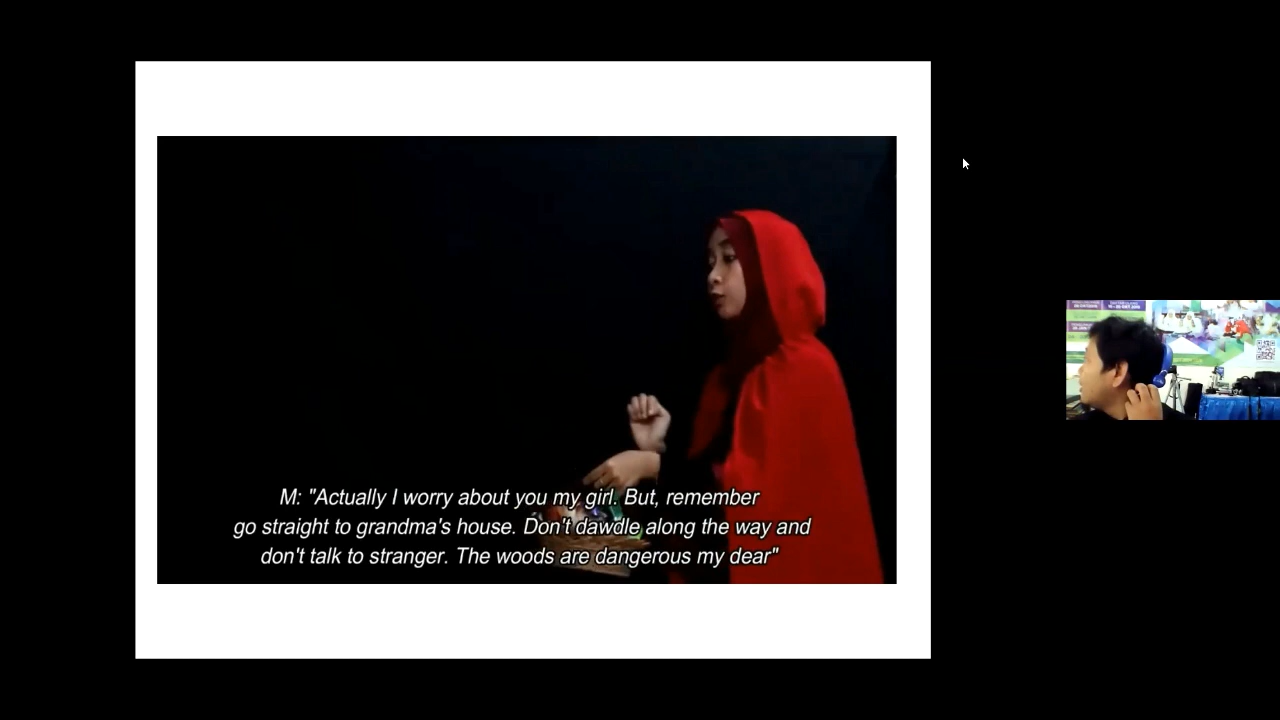 M: "Actually I worry about you my girl. But, remember
go straight to grandma's house. Don't dawdle along the way and
don't talk to stranger. The woods are dangerous my dear"